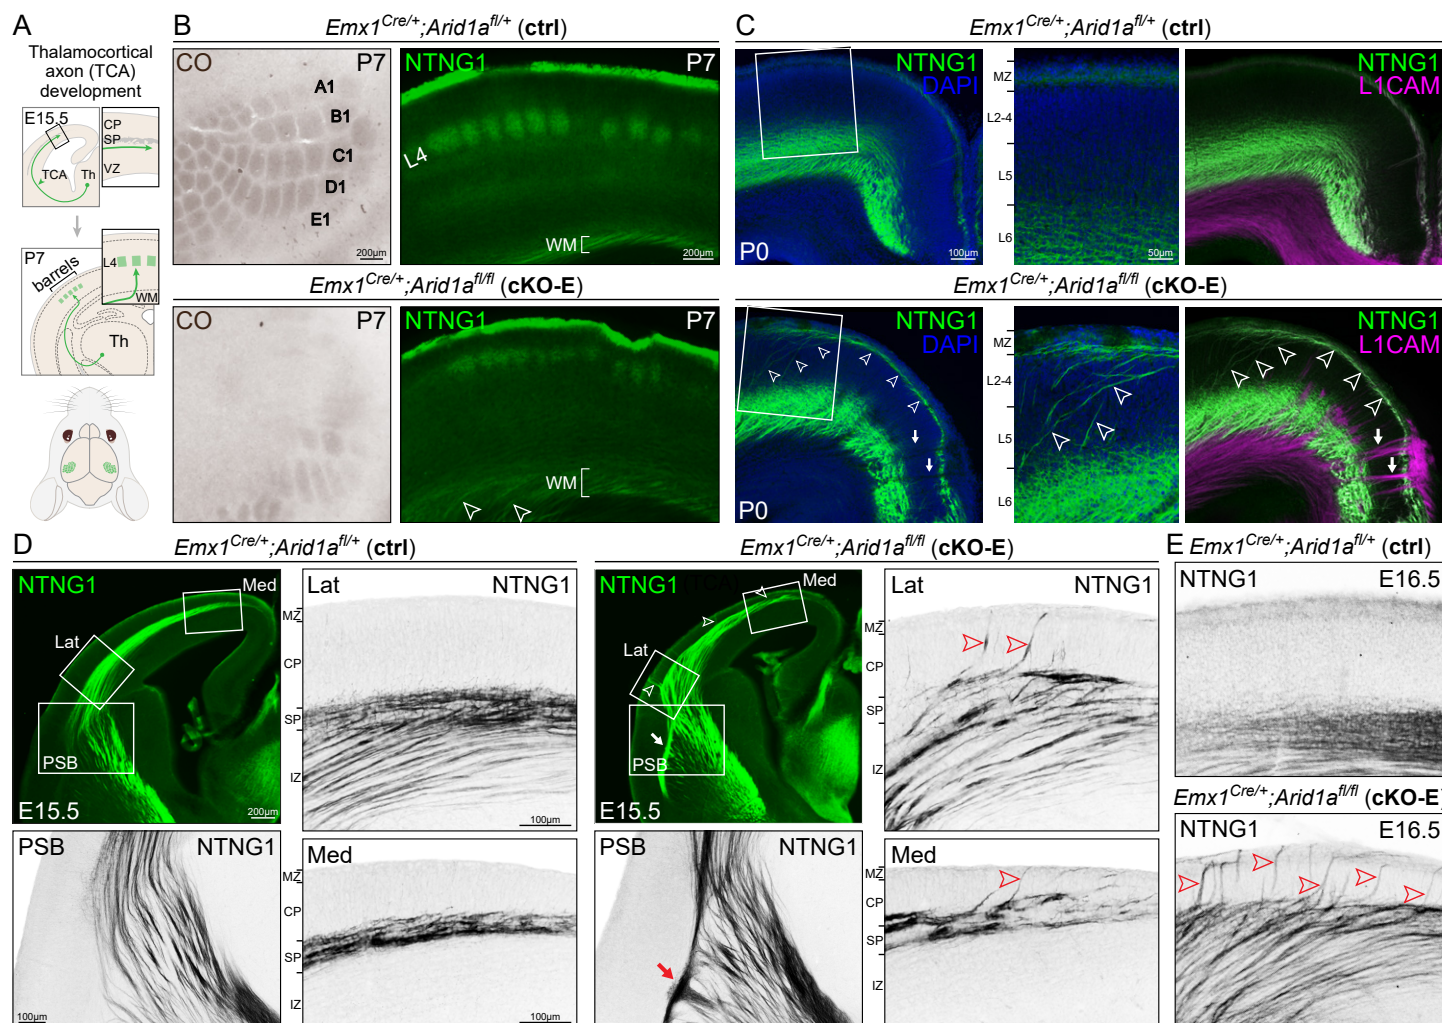 A
Thalamocortical
axon (TCA)
development
E15.5
CP
SP
VZ
TCA
Th
P7
barrels
L4
WM
Th
B
Emx1Cre/+;Arid1afl/+ (ctrl)
CO
P7
A1
B1
C1
D1
E1
200µm
NTNG1
P7
L4
WM
200µm
Emx1Cre/+;Arid1afl/fl (cKO-E)
CO
P7
NTNG1
P7
WM
C
Emx1Cre/+;Arid1afl/+ (ctrl)
NTNG1
DAPI
P0
100µm
MZ
L2-4
L5
L6
50µm
NTNG1
L1CAM
Emx1Cre/+;Arid1afl/fl (cKO-E)
NTNG1
DAPI
P0
MZ
L2-4
L5
L6
NTNG1
L1CAM
D
Emx1Cre/+;Arid1afl/+ (ctrl)
NTNG1
Med
Lat
PSB
E15.5
200µm
Lat
NTNG1
MZ
CP
SP
IZ
100µm
PSB
NTNG1
100µm
Med
MZ
CP
SP
IZ
100µm
Emx1Cre/+;Arid1afl/fl (cKO-E)
NTNG1
(TCA)
Med
Lat
PSB
E15.5
Lat
NTNG1
MZ
CP
SP
IZ
PSB
NTNG1
Med
MZ
CP
SP
IZ
E
Emx1Cre/+;Arid1afl/+ (ctrl)
NTNG1
E16.5
Emx1Cre/+;Arid1afl/fl (cKO-E)
NTNG1
E16.5